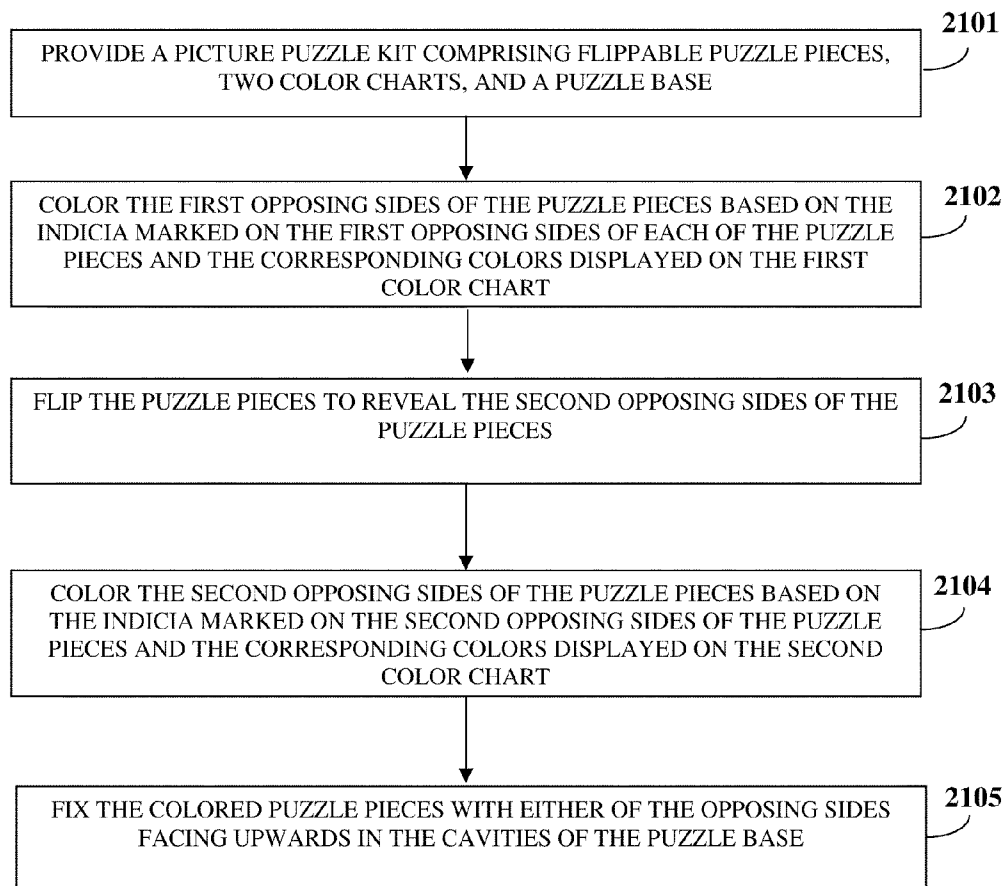 2101
PROVIDE A PICTURE PUZZLE KIT COMPRISING FLIPPABLE PUZZLE PIECES,
TWO COLOR CHARTS, AND A PUZZLE BASE
2102
COLOR THE FIRST OPPOSING SIDES OF THE PUZZLE PIECES BASED ON THE
INDICIA MARKED ON THE FIRST OPPOSING SIDES OF EACH OF THE PUZZLE
PIECES AND THE CORRESPONDING COLORS DISPLAYED ON THE FIRST
COLOR CHART
2103
FLIP THE PUZZLE PIECES TO REVEAL THE SECOND OPPOSING SIDES OF THE
PUZZLE PIECES
2104
COLOR THE SECOND OPPOSING SIDES OF THE PUZZLE PIECES BASED ON
THE INDICIA MARKED ON THE SECOND OPPOSING SIDES OF THE PUZZLE
PIECES AND THE CORRESPONDING COLORS DISPLAYED ON THE SECOND
COLOR CHART
2105
FIX THE COLORED PUZZLE PIECES WITH EITHER OF THE OPPOSING SIDES
FACING UPWARDS IN THE CAVITIES OF THE PUZZLE BASE